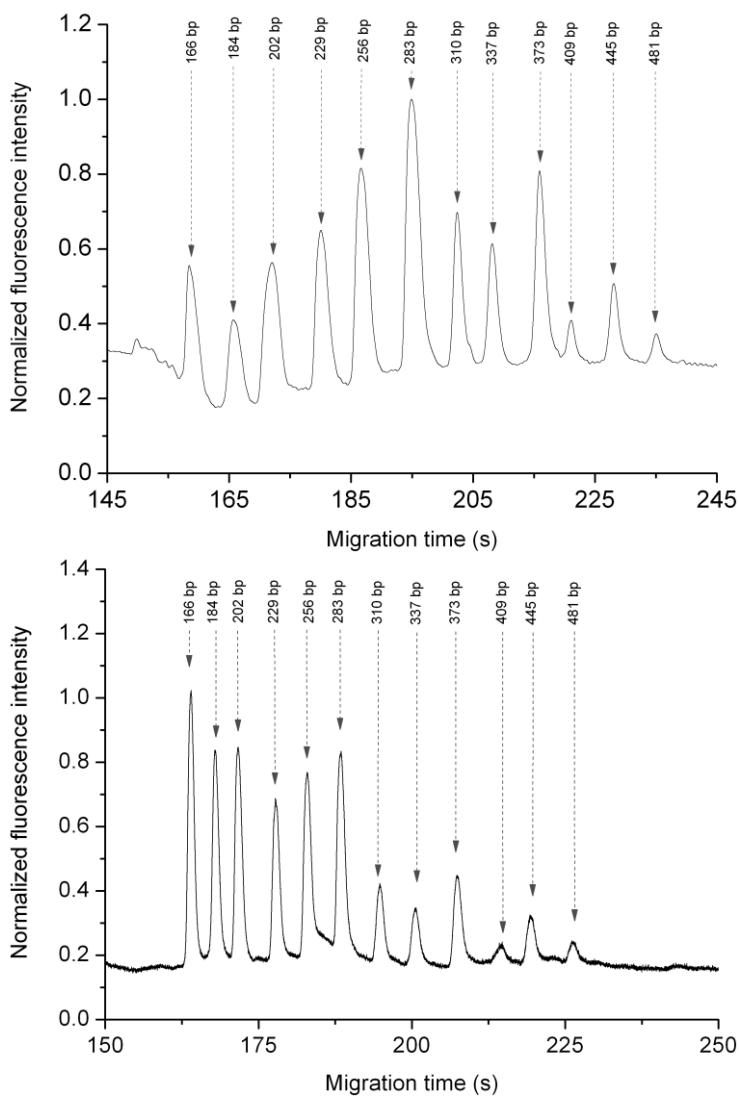 166 bp 184 bp 202 bp 229 bp 256 bp 283 bp 310 bp 337 bp 373 bp 409 bp 445 bp 481 bp
Normalized fluorescence intensity
1.2
1.0
0.8
0.6
0.4
0.2
0.0
145 165 185 205 225 245
Migration time (s)
166 bp 184 bp 202 bp 229 bp 256 bp 283 bp 310 bp 337 bp 373 bp 409 bp 445 bp 481 bp
Normalized fluorescence intensity
1.4
1.2
1.0
0.8
0.6
0.4
0.2
0.0
150 175 200 225 250
Migration time (s)